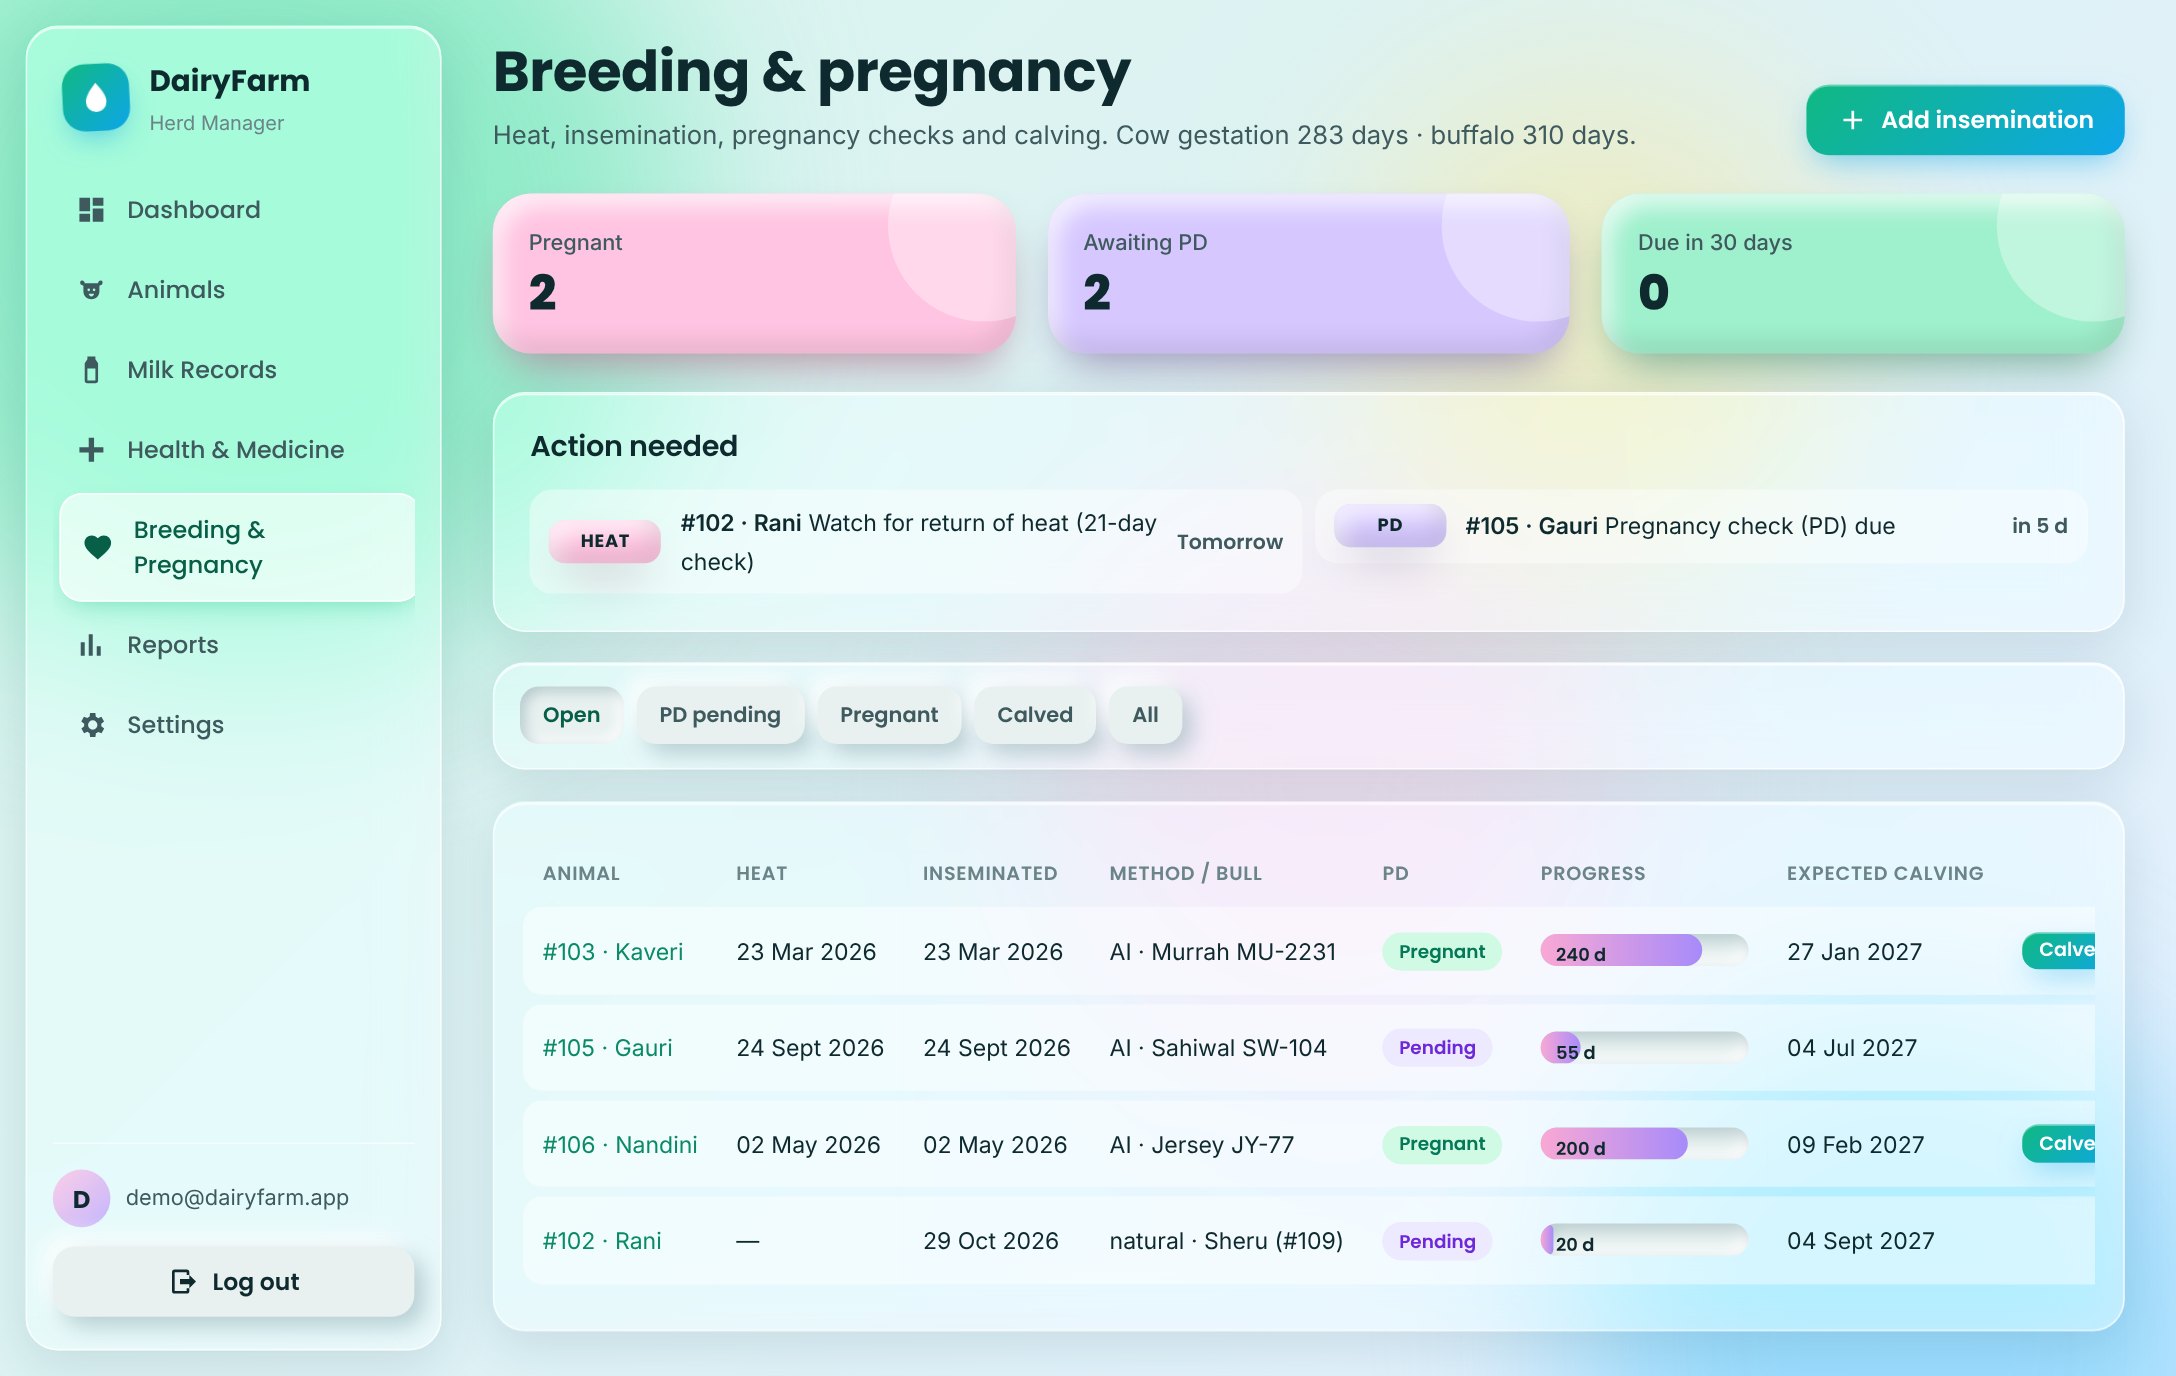 DairyFarm
Herd Manager
Dashboard
Animals
Milk Records
Health & Medicine
Breeding &
Pregnancy
Reports
Settings
D
demo@dairyfarm.app
Log out
Breeding & pregnancy
Heat, insemination, pregnancy checks and calving. Cow gestation 283 days · buffalo 310 days.
+ Add insemination
Pregnant
2
Awaiting PD
2
Due in 30 days
0
Action needed
HEAT
#102 · Rani Watch for return of heat (21-day
check)
Tomorrow
PD
#105 · Gauri Pregnancy check (PD) due
in 5 d
Open PD pending Pregnant Calved All
ANIMAL HEAT INSEMINATED METHOD / BULL PD PROGRESS EXPECTED CALVING
#103 · Kaveri 23 Mar 2026 23 Mar 2026 AI · Murrah MU-2231 Pregnant 240 d 27 Jan 2027 Calve
#105 · Gauri 24 Sept 2026 24 Sept 2026 AI · Sahiwal SW-104 Pending 55 d 04 Jul 2027
#106 · Nandini 02 May 2026 02 May 2026 AI · Jersey JY-77 Pregnant 200 d 09 Feb 2027 Calve
#102 · Rani — 29 Oct 2026 natural · Sheru (#109) Pending 20 d 04 Sept 2027